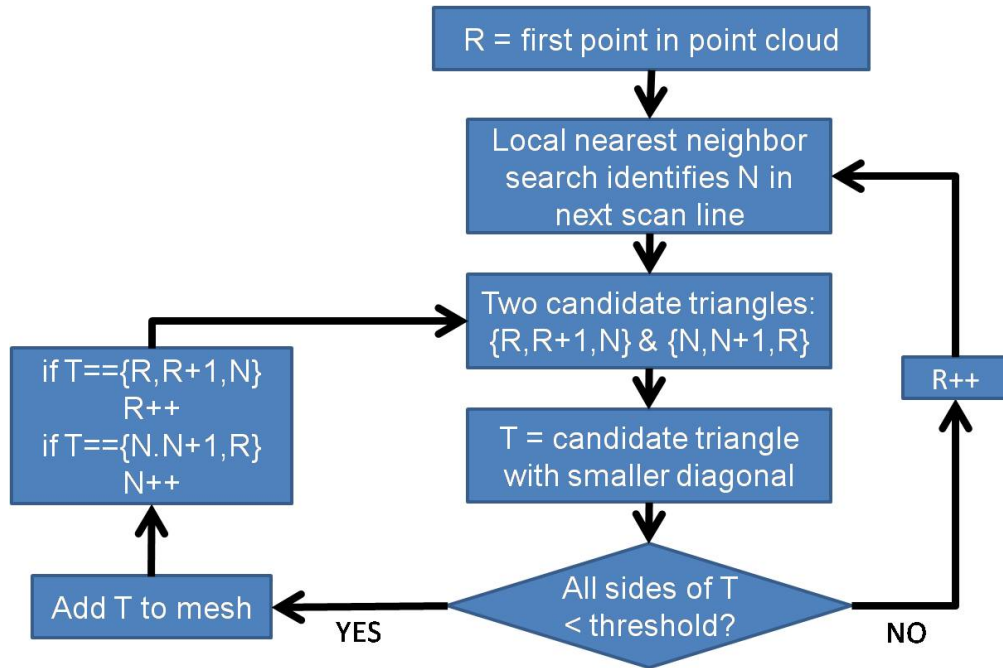 R = first point in point cloud
Local nearest neighbor
search identifies N in
next scan line
Two candidate triangles:
{R,R+1,N} & {N,N+1,R}
T = candidate triangle
with smaller diagonal
All sides of T
< threshold?
YES
NO
Add T to mesh
if T=={R,R+1,N}
R++
if T=={N.N+1,R}
N++
R++